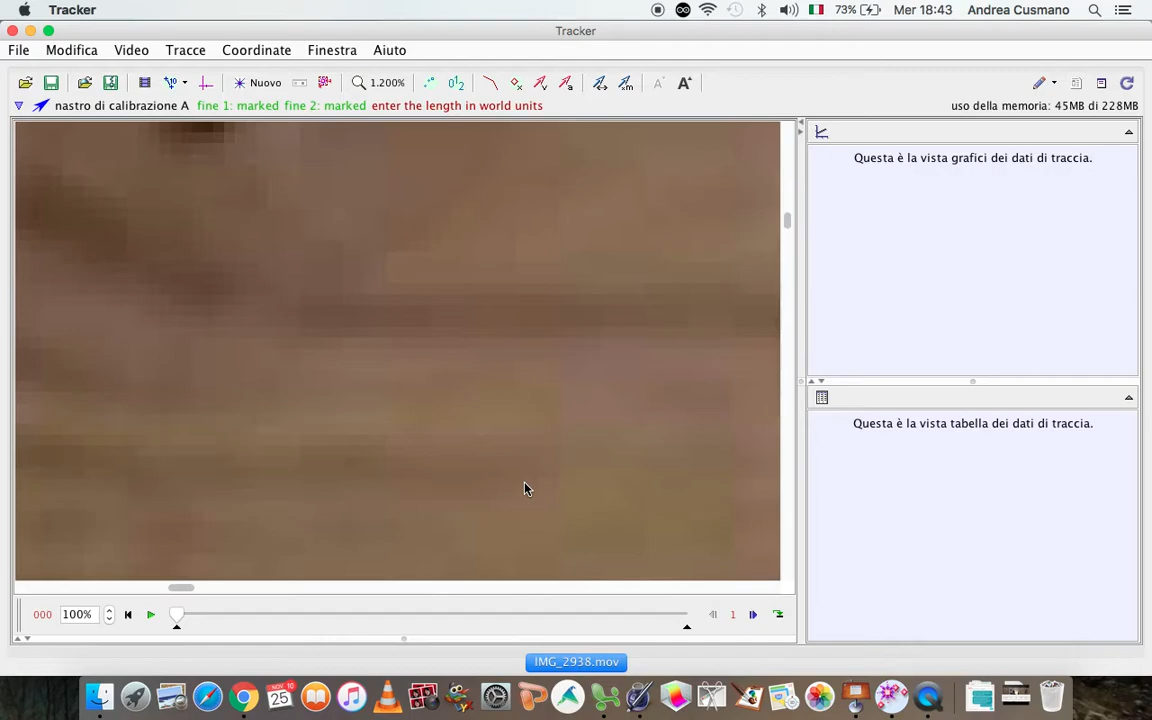 Tracker
73%
Mer 18:43
Andrea Cusmano
Tracker
File Modifica Video Tracce Coordinate Finestra Aiuto
Nuovo
1.200%
nastro di calibrazione A fine 1: marked fine 2: marked enter the length in world units
uso della memoria: 45MB di 228MB
Questa è la vista grafici dei dati di traccia.
Questa è la vista tabella dei dati di traccia.
000 100%
1
IMG_2938.mov